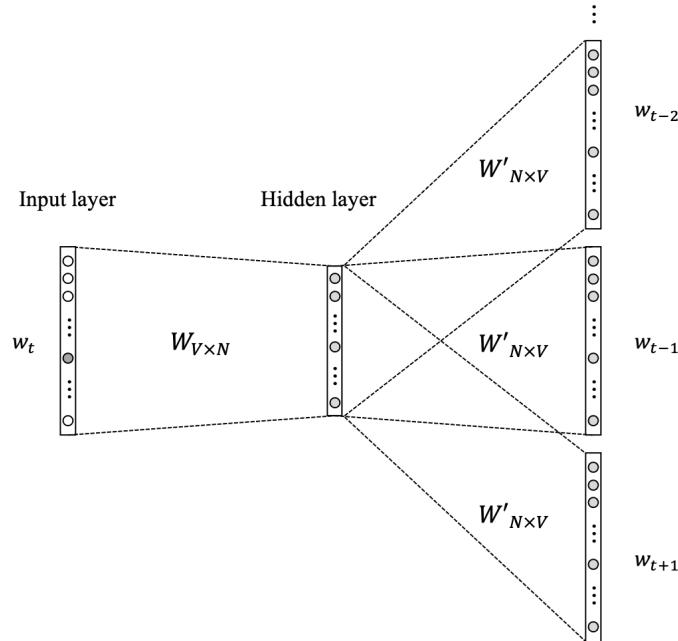 ⋮
w_{t−2}
W'_{N×V}
Input layer
Hidden layer
w_t
W_{V×N}
W'_{N×V}
w_{t−1}
W'_{N×V}
w_{t+1}